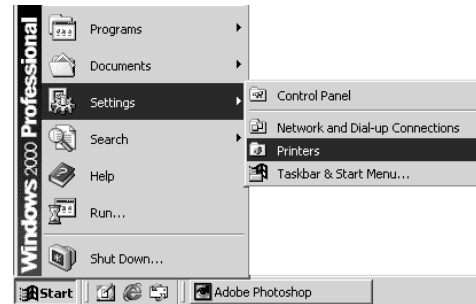 Windows 2000 Professional
Programs
Documents
Settings
Search
Help
Run...
Shut Down...
Control Panel
Network and Dial-up Connections
Printers
Taskbar & Start Menu...
Start
Adobe Photoshop